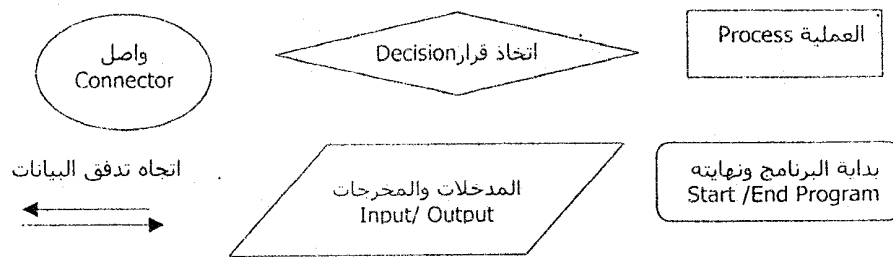 العملية Process
اتخاذ قرارDecision
واصل
Connector
بداية البرنامج ونهايته
Start /End Program
المدخلات والمخرجات
Input/ Output
اتجاه تدفق البيانات